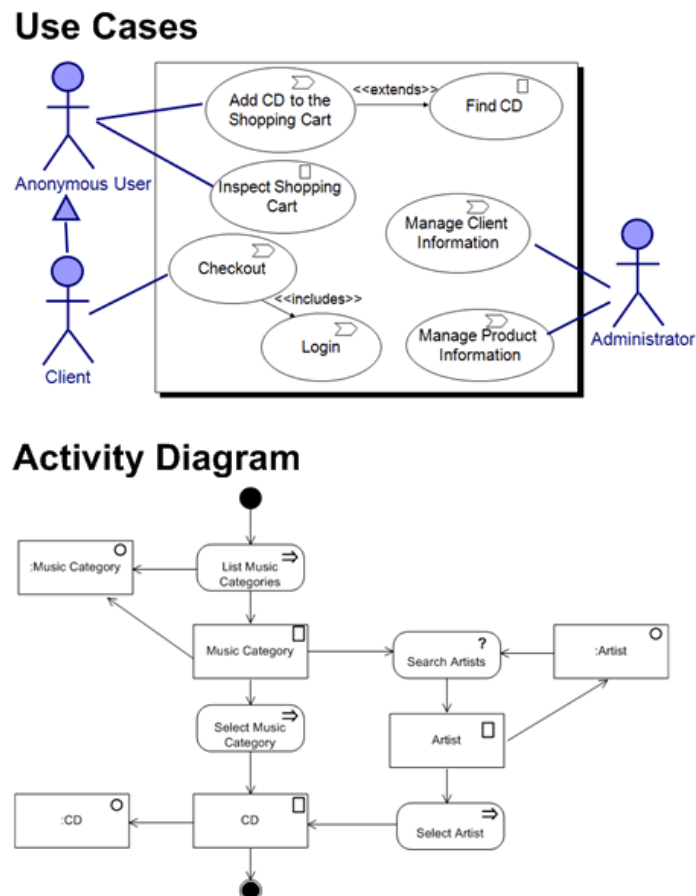 Use Cases
Add CD to the
Shopping Cart
<<extends>>
Find CD
Anonymous User
Inspect Shopping
Cart
Manage Client
Information
Checkout
<<includes>>
Login
Manage Product
Information
Administrator
Client
Activity Diagram
:Music Category
List Music
Categories
Music Category
?
Search Artists
:Artist
Select Music
Category
Artist
:CD
CD
Select Artist